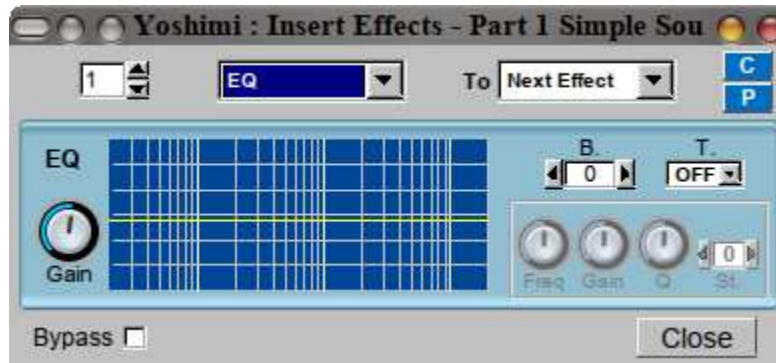 Yoshimi : Insert Effects - Part 1 Simple Sou
1 EQ To Next Effect C
P
EQ B. T.
0 OFF
Gain Freq Gain Q 0 St.
Bypass Close